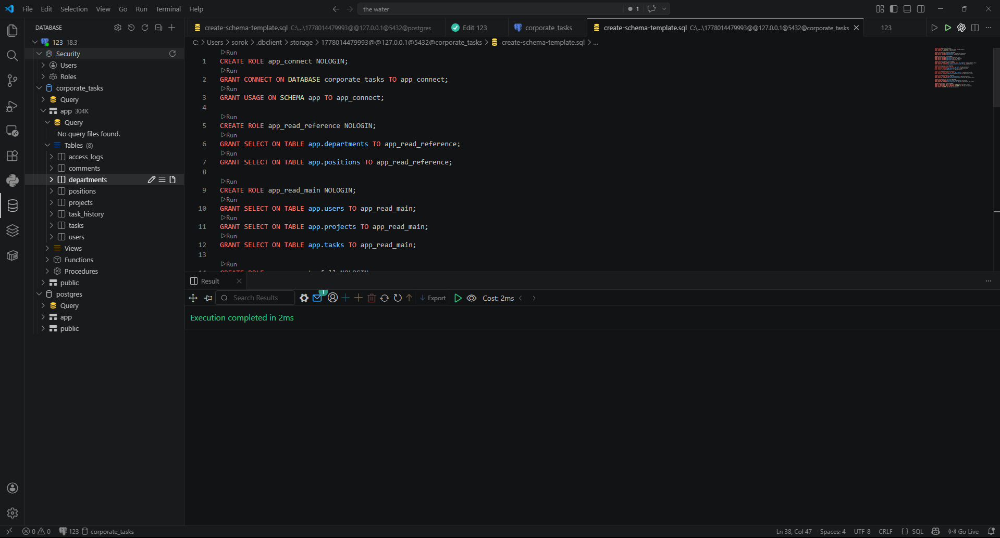 File Edit Selection View Go Run Terminal Help
the water
1
DATABASE
create-schema-template.sql C:\...\1778014479993@@127.0.0.1@5432@postgres
Edit 123
corporate_tasks
create-schema-template.sql C:\...\1778014479993@@127.0.0.1@5432@corporate_tasks
123
C: > Users > sorok > .dbclient > storage > 1778014479993@@127.0.0.1@5432@corporate_tasks > create-schema-template.sql > ...
123 18.3
Security
Users
Roles
corporate_tasks
Query
app 304K
Query
No query files found.
Tables (8)
access_logs
comments
departments
positions
projects
task_history
tasks
users
Views
Functions
Procedures
public
postgres
Query
app
public
Run
1 CREATE ROLE app_connect NOLOGIN;
Run
2 GRANT CONNECT ON DATABASE corporate_tasks TO app_connect;
Run
3 GRANT USAGE ON SCHEMA app TO app_connect;
4
Run
5 CREATE ROLE app_read_reference NOLOGIN;
Run
6 GRANT SELECT ON TABLE app.departments TO app_read_reference;
Run
7 GRANT SELECT ON TABLE app.positions TO app_read_reference;
8
Run
9 CREATE ROLE app_read_main NOLOGIN;
Run
10 GRANT SELECT ON TABLE app.users TO app_read_main;
Run
11 GRANT SELECT ON TABLE app.projects TO app_read_main;
Run
12 GRANT SELECT ON TABLE app.tasks TO app_read_main;
13
Run
Result
Search Results
1
Export
Cost: 2ms
Execution completed in 2ms
0 0 123 corporate_tasks
Ln 38, Col 47 Spaces: 4 UTF-8 CRLF { } SQL Go Live